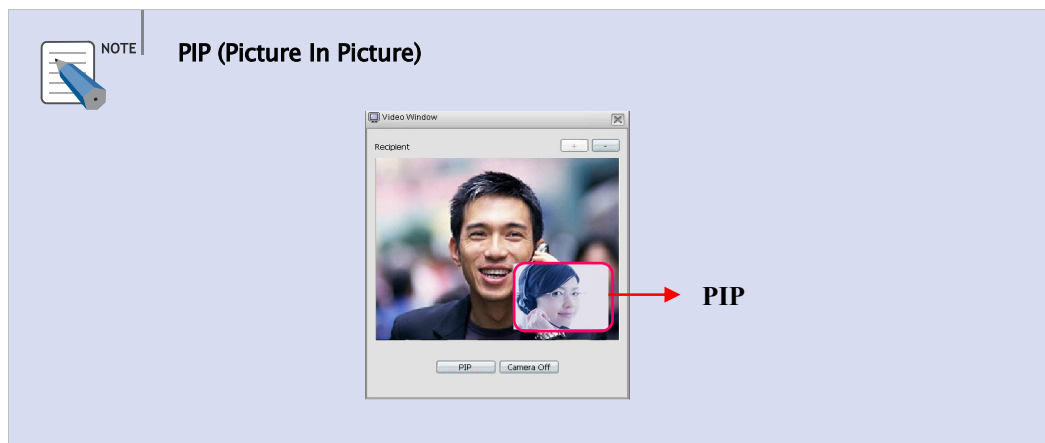 NOTE
PIP (Picture In Picture)
Video Window
Recipient
+ -
PIP
PIP Camera Off